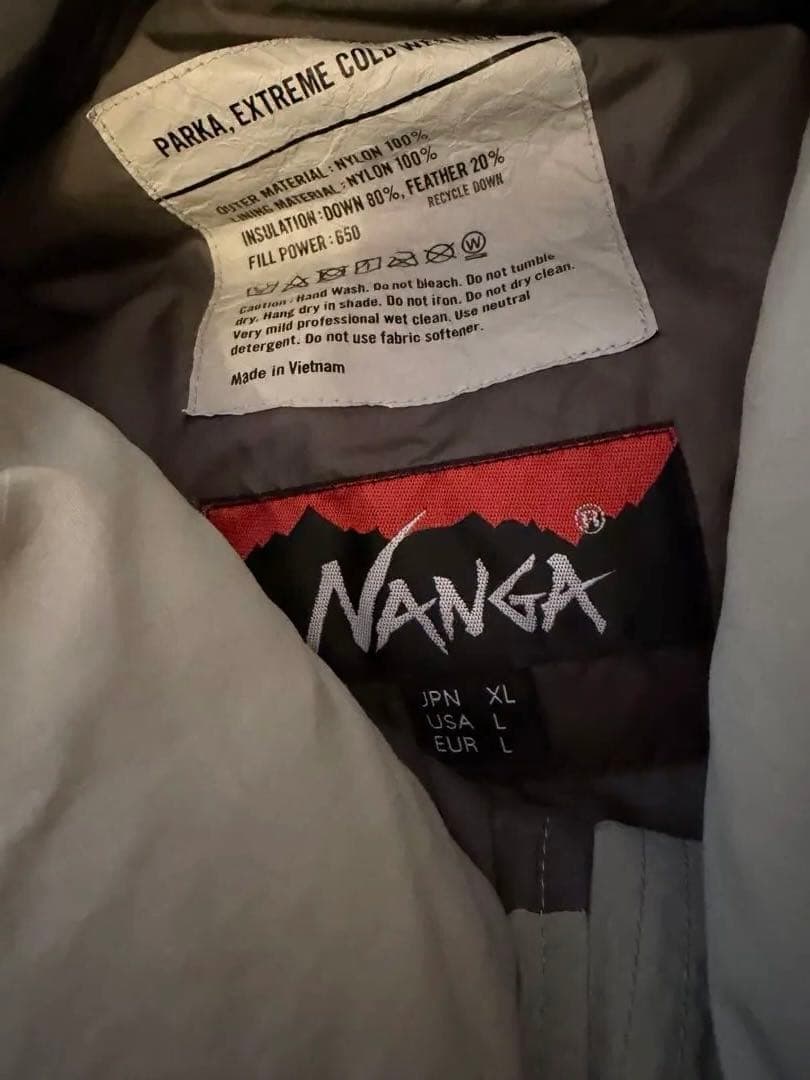 PARKA, EXTREME COLD WEATHER
OUTER MATERIAL : NYLON 100%
LINING MATERIAL : NYLON 100%
INSULATION : DOWN 80%, FEATHER 20%
RECYCLE DOWN
FILL POWER : 650
W
Caution : Hand Wash. Do not bleach. Do not tumble
dry. Hang dry in shade. Do not iron. Do not dry clean.
Very mild professional wet clean. Use neutral
detergent. Do not use fabric softener.
Made in Vietnam
NANGA ®
JPN XL
USA L
EUR L